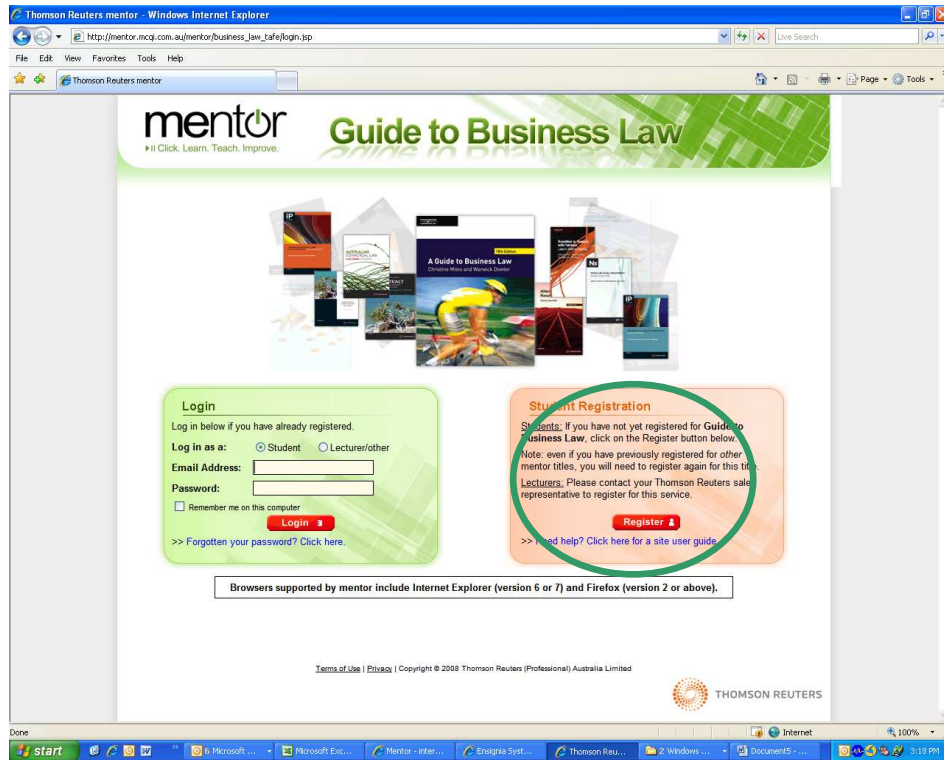 Thomson Reuters mentor - Windows Internet Explorer
http://mentor.mcqi.com.au/mentor/business_law_tafe/login.jsp
Live Search
File Edit View Favorites Tools Help
Thomson Reuters mentor
Page Tools
mentor
Click. Learn. Teach. Improve.
Guide to Business Law
A Guide to Business Law
Christine Miles and Warwick Dowler
Login
Log in below if you have already registered.
Log in as a: Student Lecturer/other
Email Address:
Password:
Remember me on this computer
Login
>> Forgotten your password? Click here.
Student Registration
Students: If you have not yet registered for Guide to
Business Law, click on the Register button below.
Note: even if you have previously registered for other
mentor titles, you will need to register again for this title.
Lecturers: Please contact your Thomson Reuters sales
representative to register for this service.
Register
>> Need help? Click here for a site user guide.
Browsers supported by mentor include Internet Explorer (version 6 or 7) and Firefox (version 2 or above).
Terms of Use | Privacy | Copyright © 2008 Thomson Reuters (Professional) Australia Limited
THOMSON REUTERS
Done
Internet
100%
start
6 Microsoft ...
Microsoft Exc...
Mentor - Inter...
Ensignia Syst...
Thomson Reu...
2 Windows ...
Document5 - ...
3:18 PM